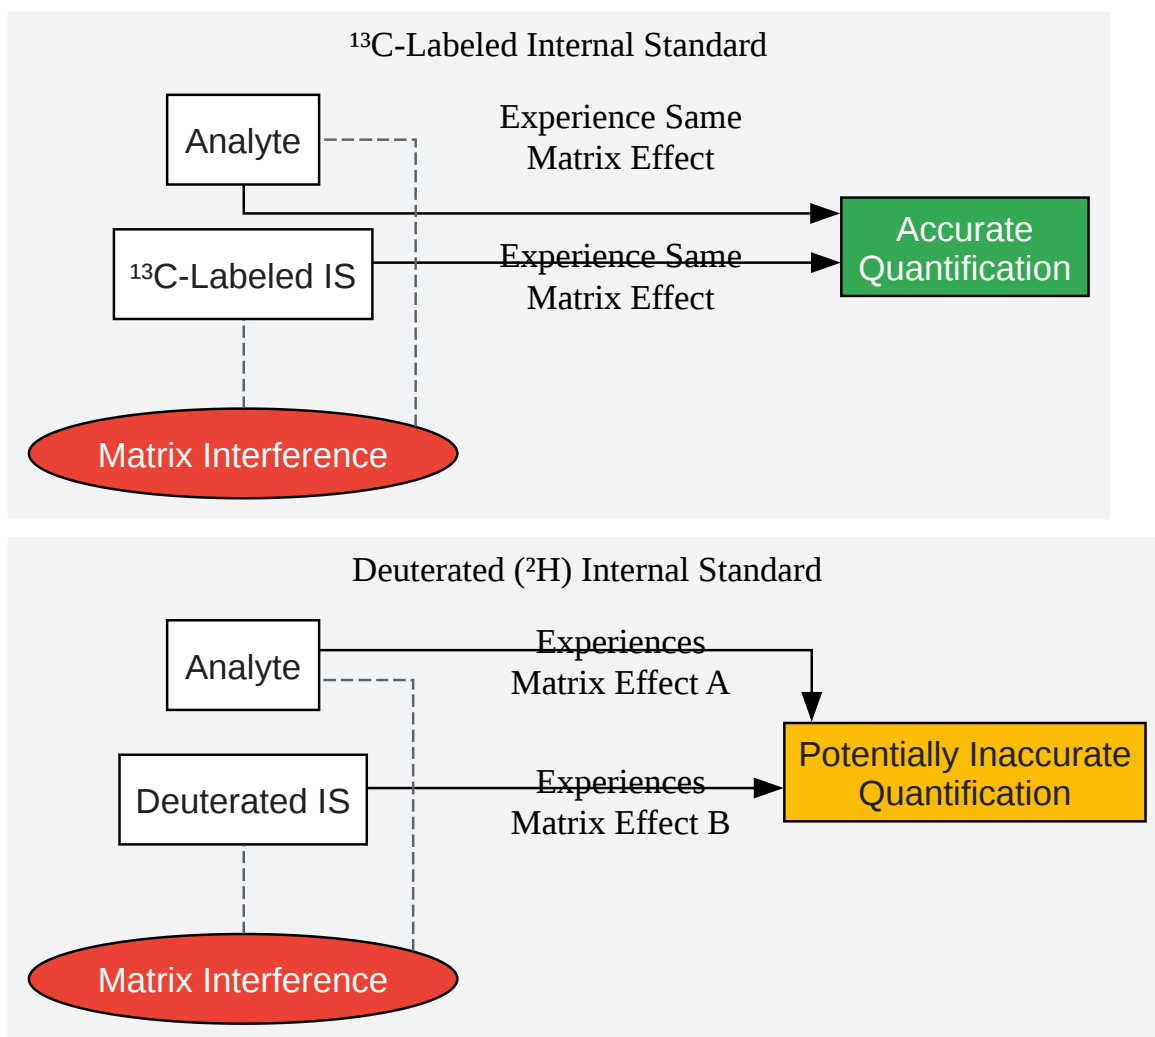 ¹³C-Labeled Internal Standard
Analyte
Experience Same
Matrix Effect
¹³C-Labeled IS
Experience Same
Matrix Effect
Accurate
Quantification
Matrix Interference
Deuterated (²H) Internal Standard
Analyte
Experiences
Matrix Effect A
Deuterated IS
Experiences
Matrix Effect B
Potentially Inaccurate
Quantification
Matrix Interference